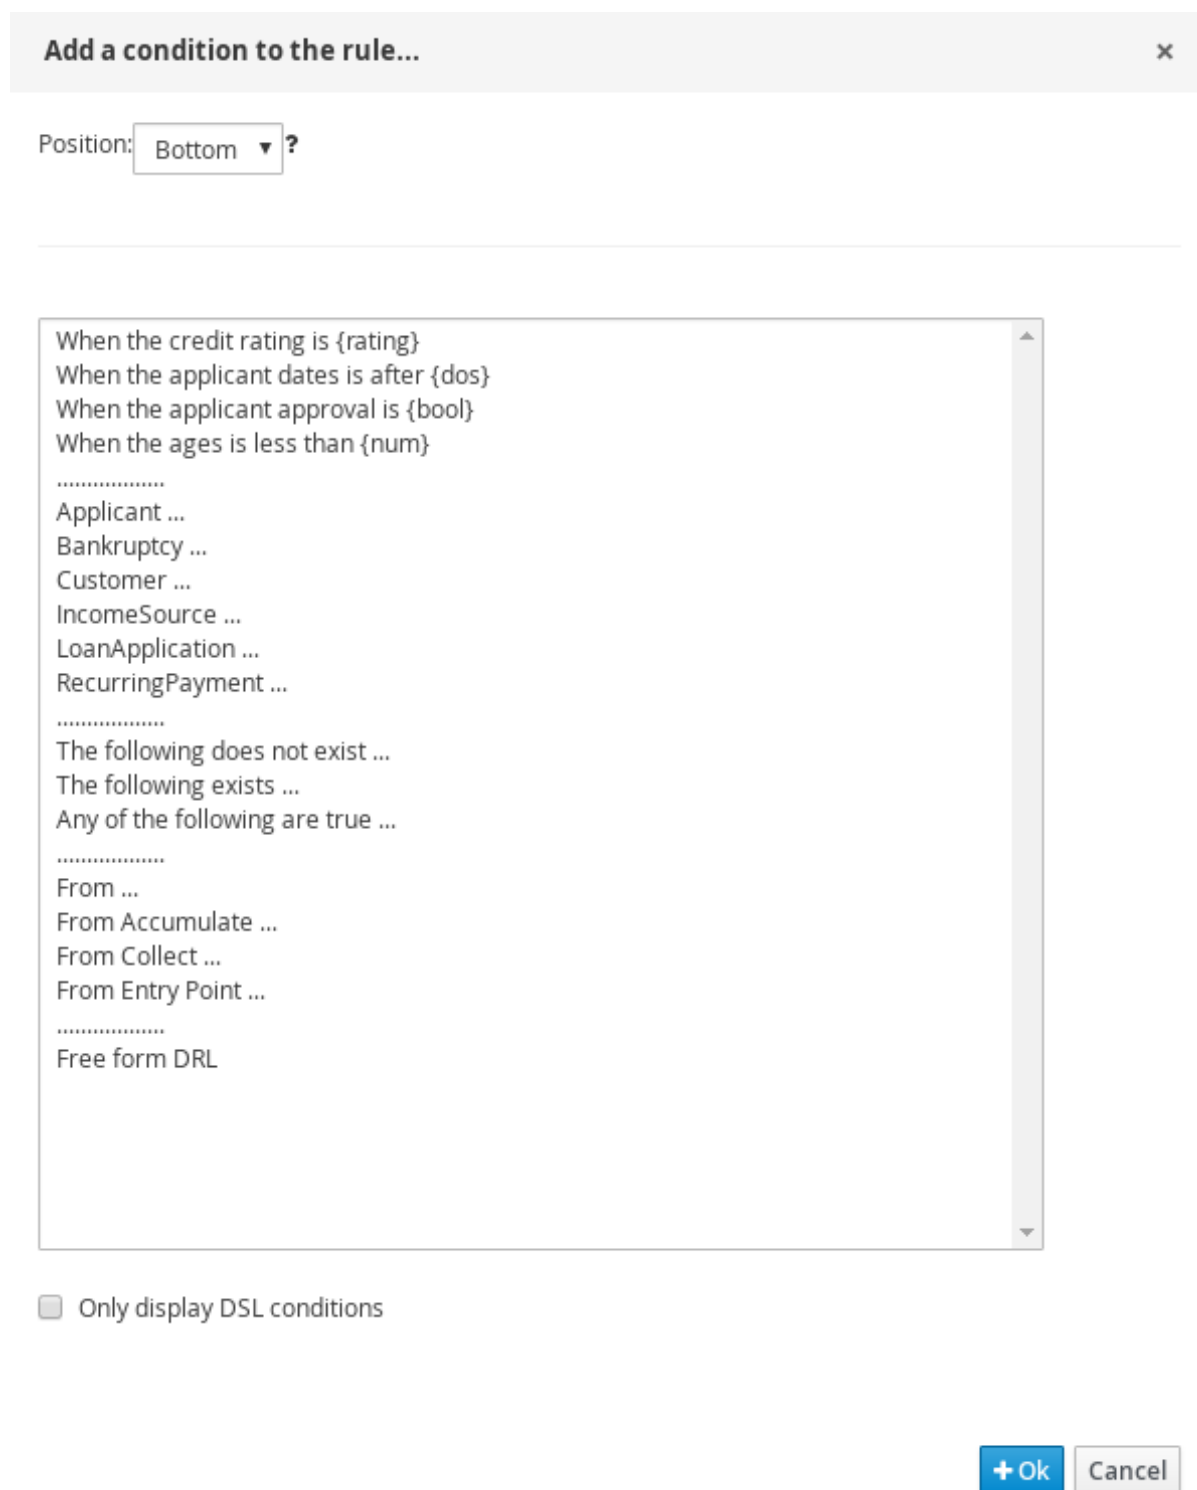 Add a condition to the rule...
×
Position: Bottom ▼ ?
When the credit rating is {rating}
When the applicant dates is after {dos}
When the applicant approval is {bool}
When the ages is less than {num}
..................
Applicant ...
Bankruptcy ...
Customer ...
IncomeSource ...
LoanApplication ...
RecurringPayment ...
..................
The following does not exist ...
The following exists ...
Any of the following are true ...
..................
From ...
From Accumulate ...
From Collect ...
From Entry Point ...
..................
Free form DRL
Only display DSL conditions
+ Ok Cancel